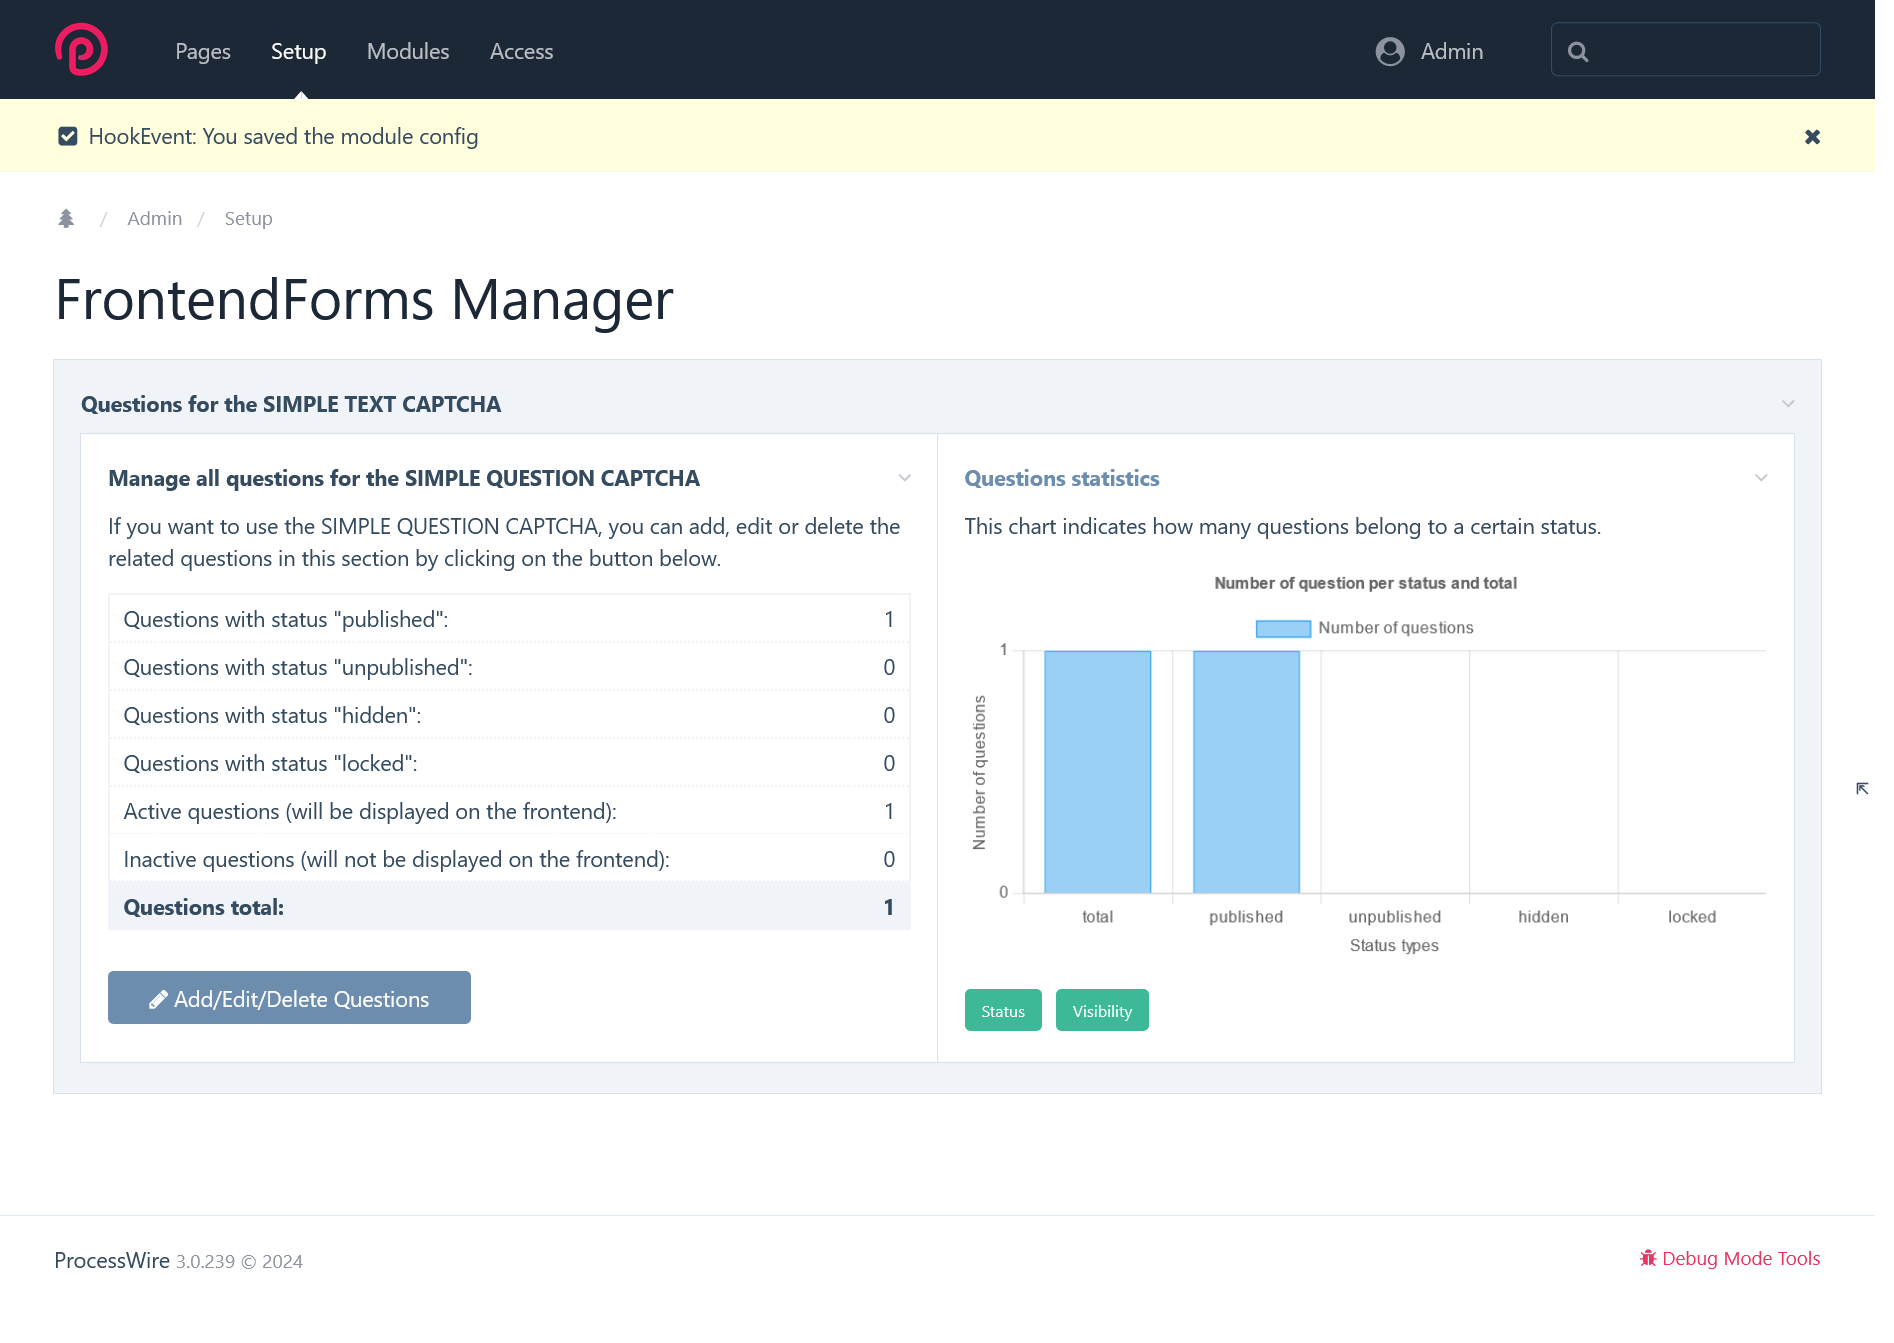 Pages Setup Modules Access Admin
HookEvent: You saved the module config
/ Admin / Setup
FrontendForms Manager
Questions for the SIMPLE TEXT CAPTCHA
Manage all questions for the SIMPLE QUESTION CAPTCHA
If you want to use the SIMPLE QUESTION CAPTCHA, you can add, edit or delete the
related questions in this section by clicking on the button below.
Questions with status "published": 1
Questions with status "unpublished": 0
Questions with status "hidden": 0
Questions with status "locked": 0
Active questions (will be displayed on the frontend): 1
Inactive questions (will not be displayed on the frontend): 0
Questions total: 1
Add/Edit/Delete Questions
Questions statistics
This chart indicates how many questions belong to a certain status.
Number of question per status and total
Number of questions
1
Number of questions
0
total published unpublished hidden locked
Status types
Status Visibility
ProcessWire 3.0.239 © 2024
Debug Mode Tools